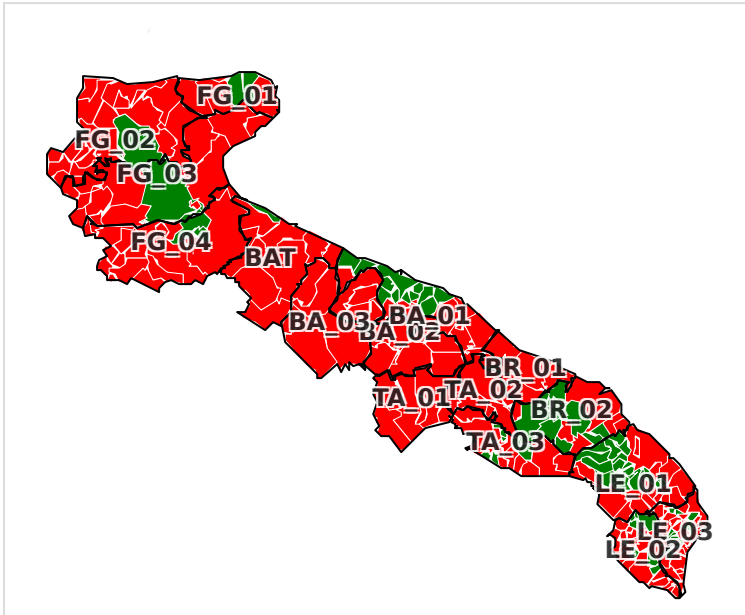 FG_01
FG_02
FG_03
FG_04
BAT
BA_01
BA_03
BA_02
BR_01
TA_02
TA_01
BR_02
TA_03
LE_01
LE_03
LE_02